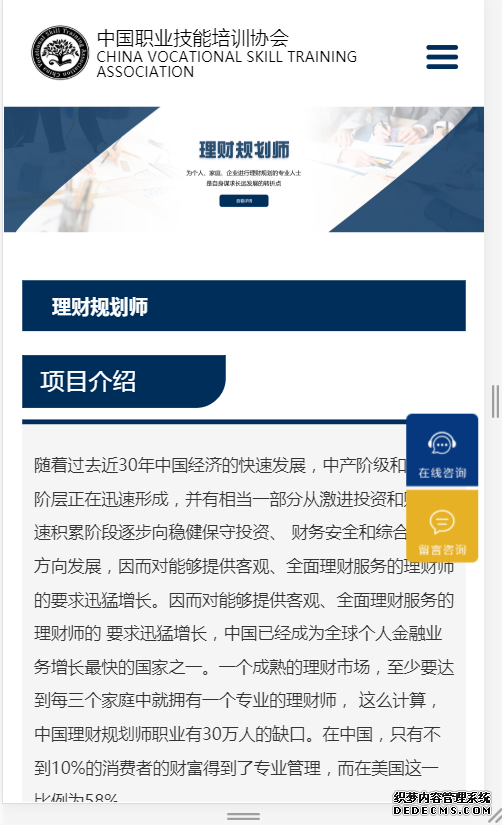 中国职业技能培训协会
CHINA VOCATIONAL SKILL TRAINING
ASSOCIATION
理财规划师
为个人、家庭、企业进行理财规划的专业人士
是自身谋求长远发展的转折点
理财规划师
项目介绍
随着过去近30年中国经济的快速发展，中产阶级和
阶层正在迅速形成，并有相当一部分从激进投资和
速积累阶段逐步向稳健保守投资、 财务安全和综合
方向发展，因而对能够提供客观、全面理财服务的理财师
的要求迅猛增长。因而对能够提供客观、全面理财服务的
理财师的 要求迅猛增长，中国已经成为全球个人金融业
务增长最快的国家之一。一个成熟的理财市场，至少要达
到每三个家庭中就拥有一个专业的理财师， 这么计算，
中国理财规划师职业有30万人的缺口。在中国，只有不
到10%的消费者的财富得到了专业管理，而在美国这一
比例为58%
在线咨询
留言咨询
织梦内容管理系统
DEDECMS.COM